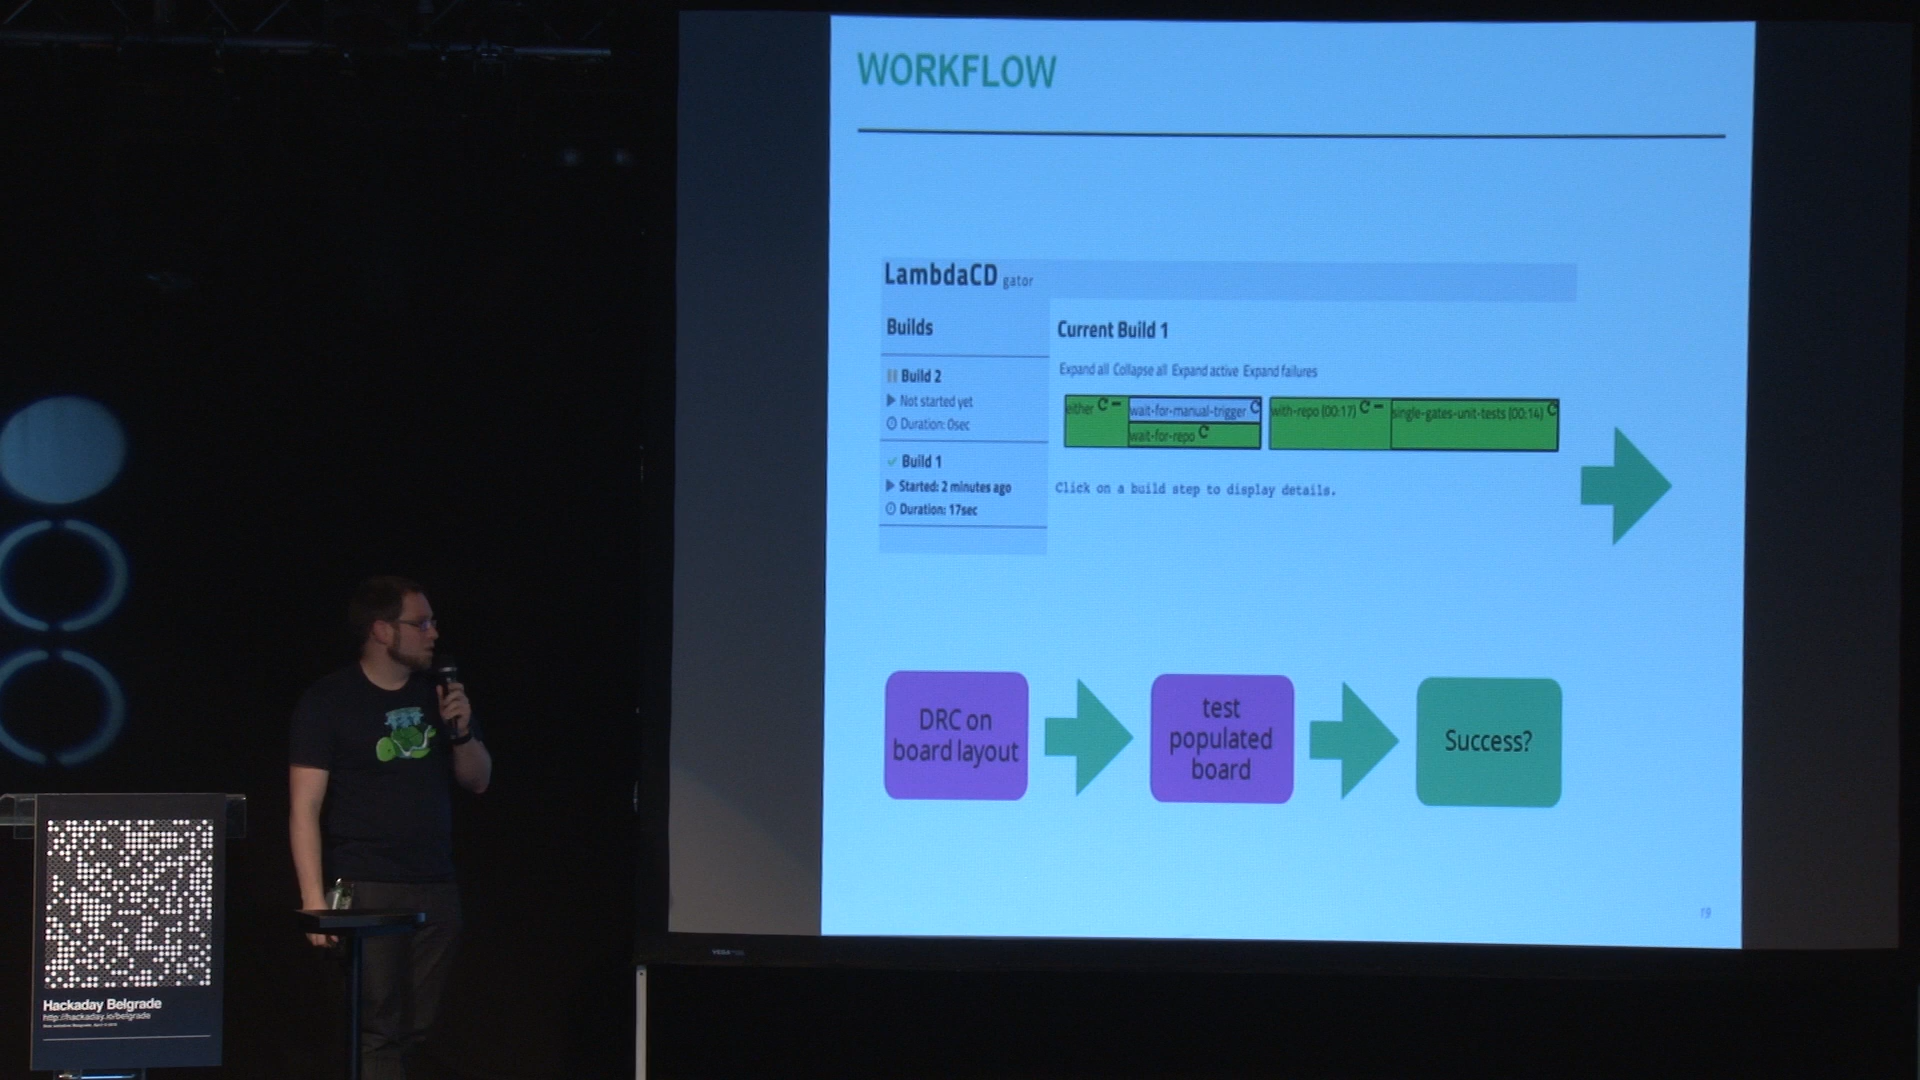 WORKFLOW
LambdaCD gator
Builds
Build 2
Not started yet
Duration: 0sec
Build 1
Started: 2 minutes ago
Duration: 17sec
Current Build 1
Expand all Collapse all Expand active Expand failures
either
wait-for-manual-trigger
wait-for-repo
with-repo (00:17)
single-gates-unit-tests (00:14)
Click on a build step to display details.
DRC on
board layout
test
populated
board
Success?
19
Hackaday Belgrade
http://hackaday.io/belgrade